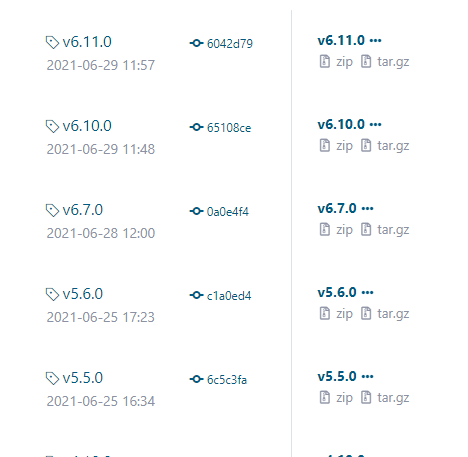 v6.11.0 6042d79 v6.11.0 •••
2021-06-29 11:57 zip tar.gz
v6.10.0 65108ce v6.10.0 •••
2021-06-29 11:48 zip tar.gz
v6.7.0 0a0e4f4 v6.7.0 •••
2021-06-28 12:00 zip tar.gz
v5.6.0 c1a0ed4 v5.6.0 •••
2021-06-25 17:23 zip tar.gz
v5.5.0 6c5c3fa v5.5.0 •••
2021-06-25 16:34 zip tar.gz